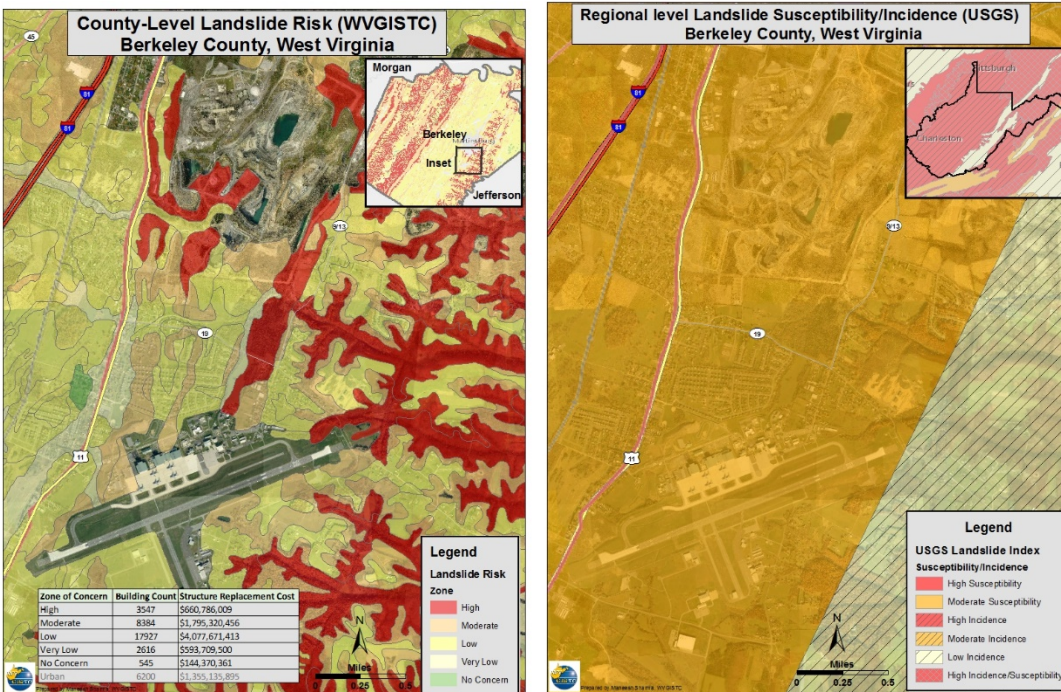 County-Level Landslide Risk (WVGISTC)
Berkeley County, West Virginia
45
81
81
Morgan
Berkeley
Inset
Jefferson
9/13
19
11
Zone of Concern Building Count Structure Replacement Cost
High 3547 $660,786,009
Moderate 8384 $1,795,320,456
Low 17927 $4,077,671,413
Very Low 2616 $593,709,500
No Concern 545 $144,370,361
Urban 6200 $1,355,135,895
N
Miles
0 0.25 0.5
Legend
Landslide Risk
Zone
High
Moderate
Low
Very Low
No Concern
Regional level Landslide Susceptibility/Incidence (USGS)
Berkeley County, West Virginia
81
81
Pittsburgh
Charleston
9/13
19
11
N
Miles
0 0.25 0.5
Legend
USGS Landslide Index
Susceptibility/Incidence
High Susceptibility
Moderate Susceptibility
High Incidence
Moderate Incidence
Low Incidence
High Incidence/Susceptibility